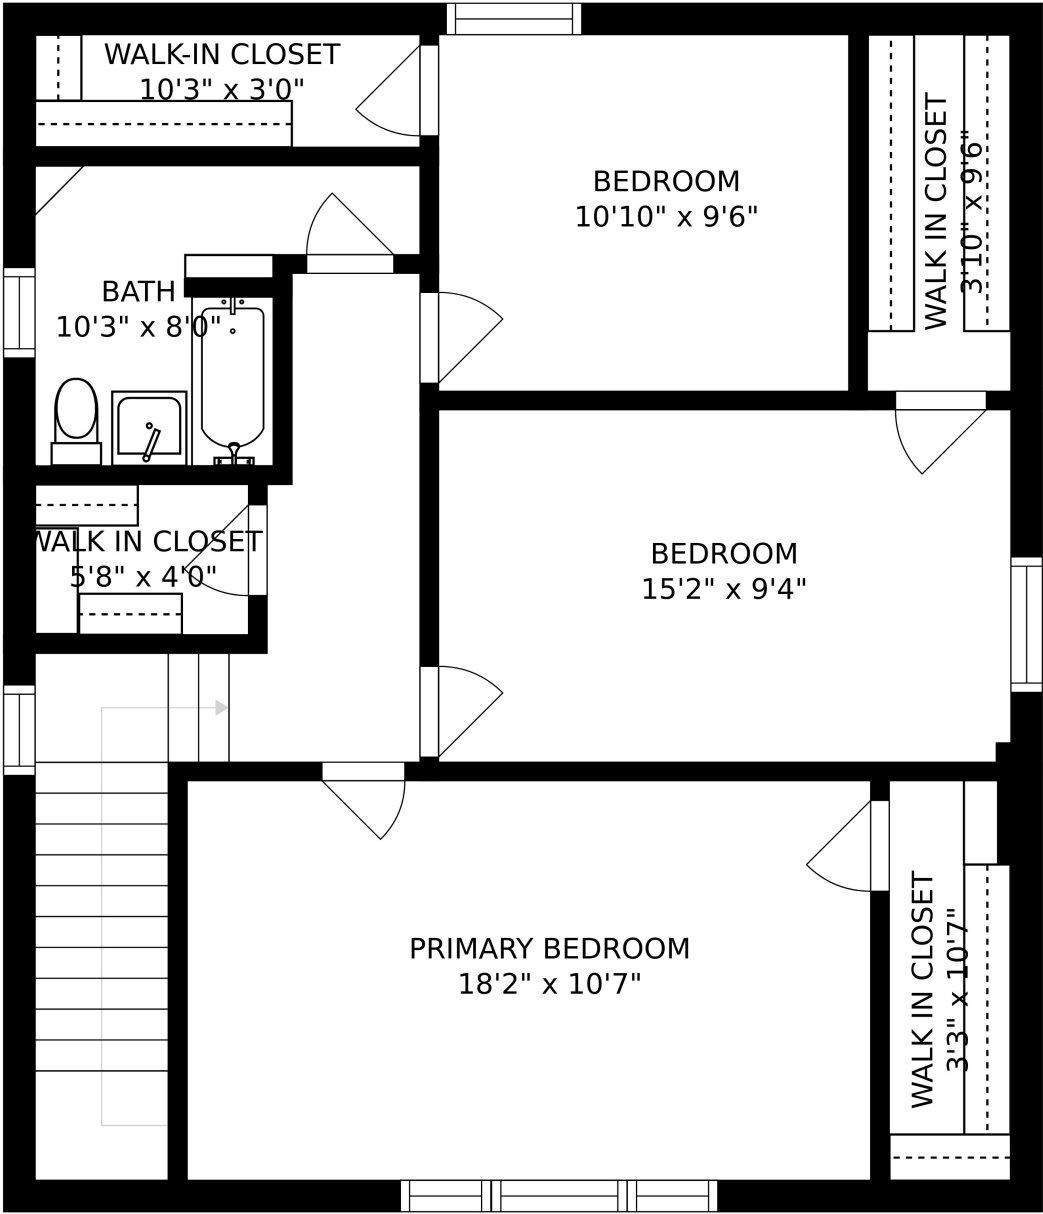 WALK-IN CLOSET
10'3" x 3'0"
BEDROOM
10'10" x 9'6"
WALK IN CLOSET
3'10" x 9'6"
BATH
10'3" x 8'0"
WALK IN CLOSET
5'8" x 4'0"
BEDROOM
15'2" x 9'4"
PRIMARY BEDROOM
18'2" x 10'7"
WALK IN CLOSET
3'3" x 10'7"